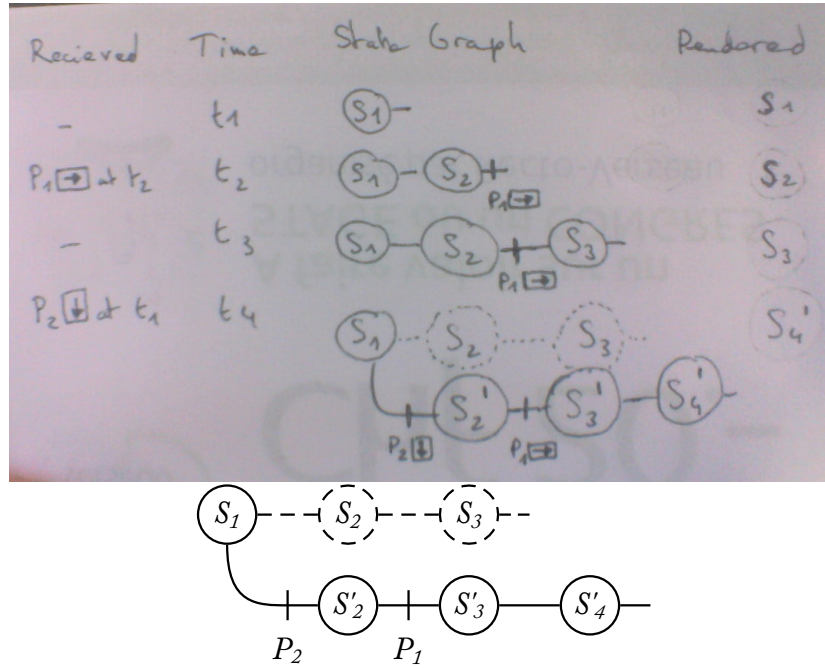 Recieved Time State Graph Rendered
- t1 S1 S1
P1 → at t2 t2 S1 S2 S2
P1 →
- t3 S1 S2 S3 S3
P1 →
P2 ↓ at t1 t4 S1 S2 S3 S4'
S2' S3' S4'
P2 ↓ P1 →
S1 S2 S3
S'2 S'3 S'4
P2 P1